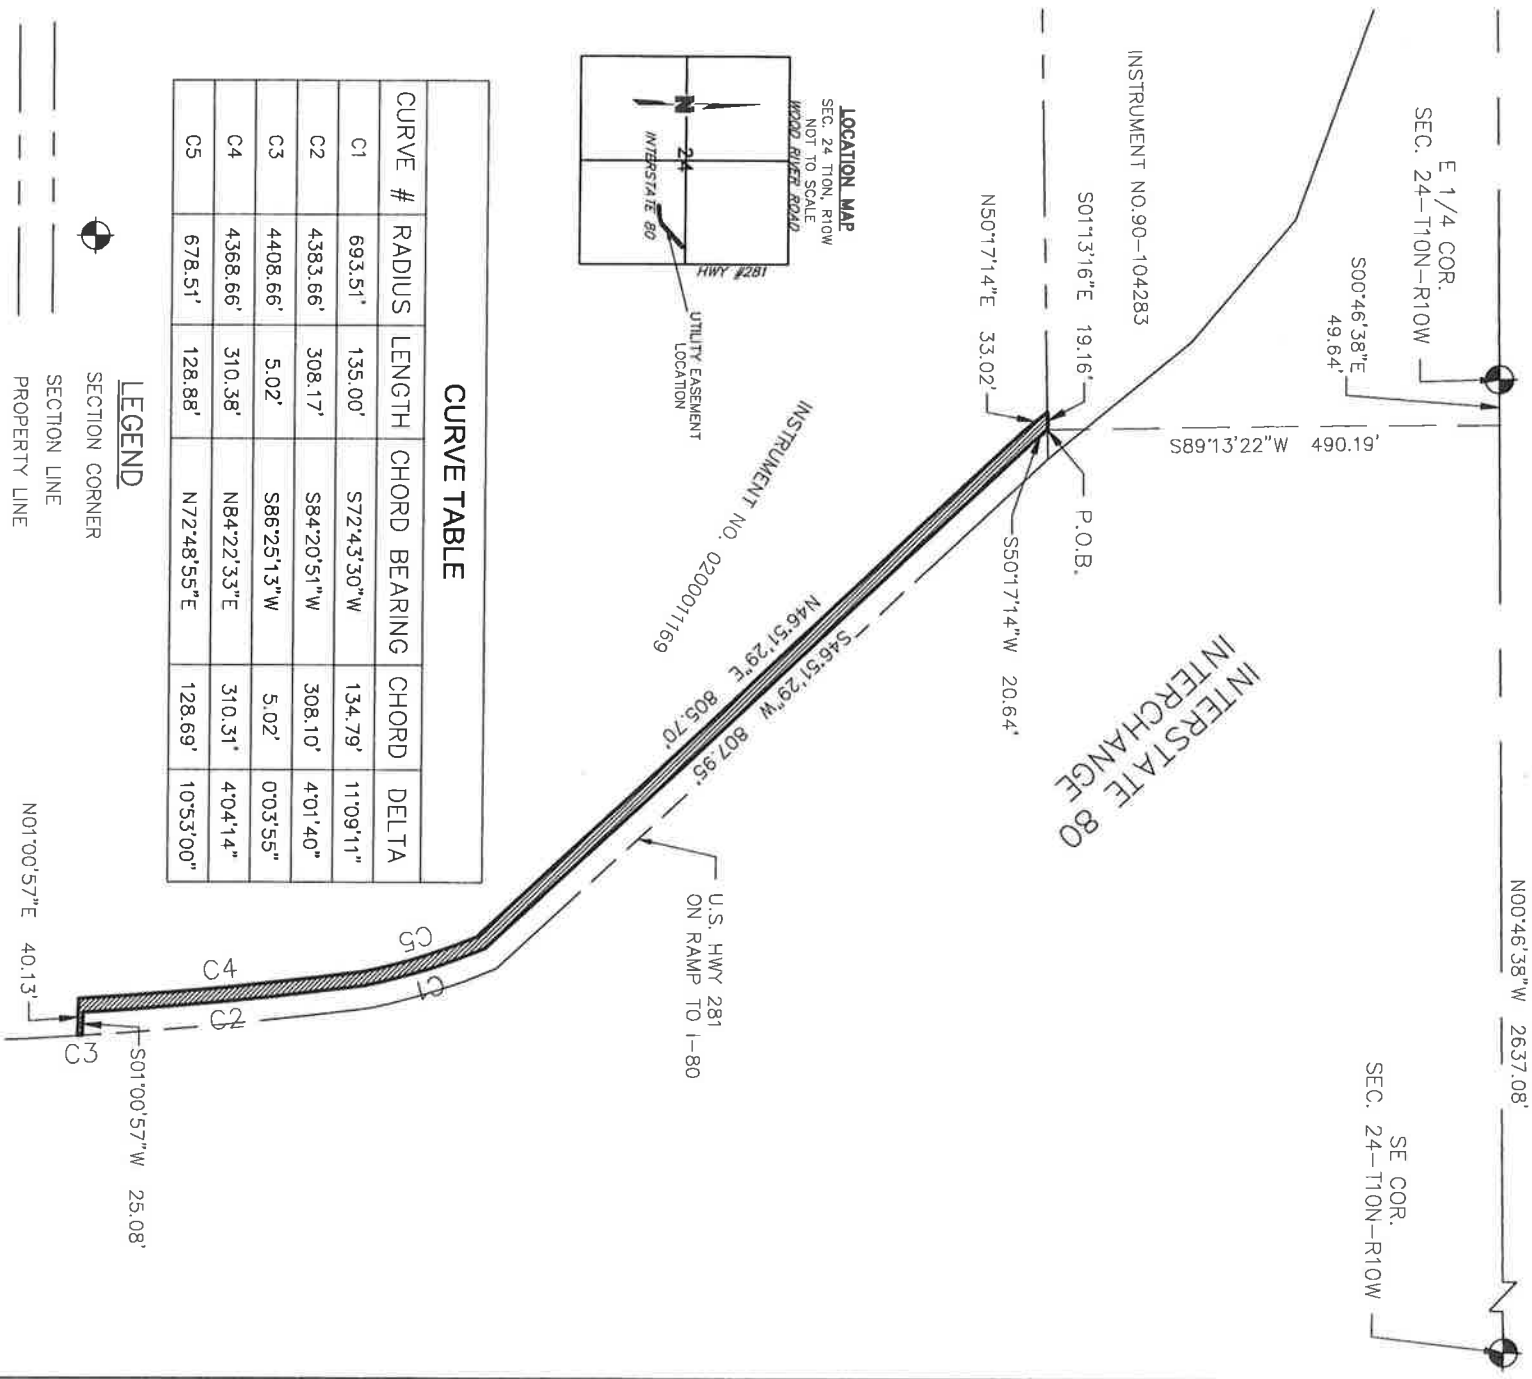 E 1/4 COR.
SEC. 24-T10N-R10W
S00°46'38"E
49.64'
N00°46'38"W 2637.08'
SE COR.
SEC. 24-T10N-R10W
S89°13'22"W 490.19'
INSTRUMENT NO.90-104283
S01°13'16"E 19.16'
N50°17'14"E 33.02'
P.O.B.
S50°17'14"W 20.64'
INTERSTATE 80
INTERCHANGE
LOCATION MAP
SEC. 24 T10N, R10W
NOT TO SCALE
WOOD RIVER ROAD
N
24
INTERSTATE 80
HWY #281
UTILITY EASEMENT
LOCATION
INSTRUMENT NO. 0200011169
S46°51'29"W 807.95'
N46°51'29"E 805.70'
U.S. HWY 281
ON RAMP TO I-80
CURVE TABLE
CURVE # RADIUS LENGTH CHORD BEARING CHORD DELTA
C1 693.51' 135.00' S72°43'30"W 134.79' 11°09'11"
C2 4383.66' 308.17' S84°20'51"W 308.10' 4°01'40"
C3 4408.66' 5.02' S86°25'13"W 5.02' 0°03'55"
C4 4368.66' 310.38' N84°22'33"E 310.31' 4°04'14"
C5 678.51' 128.88' N72°48'55"E 128.69' 10°53'00"
C5
C1
C4
C2
C3
S01°00'57"W 25.08'
N01°00'57"E 40.13'
LEGEND
SECTION CORNER
SECTION LINE
PROPERTY LINE